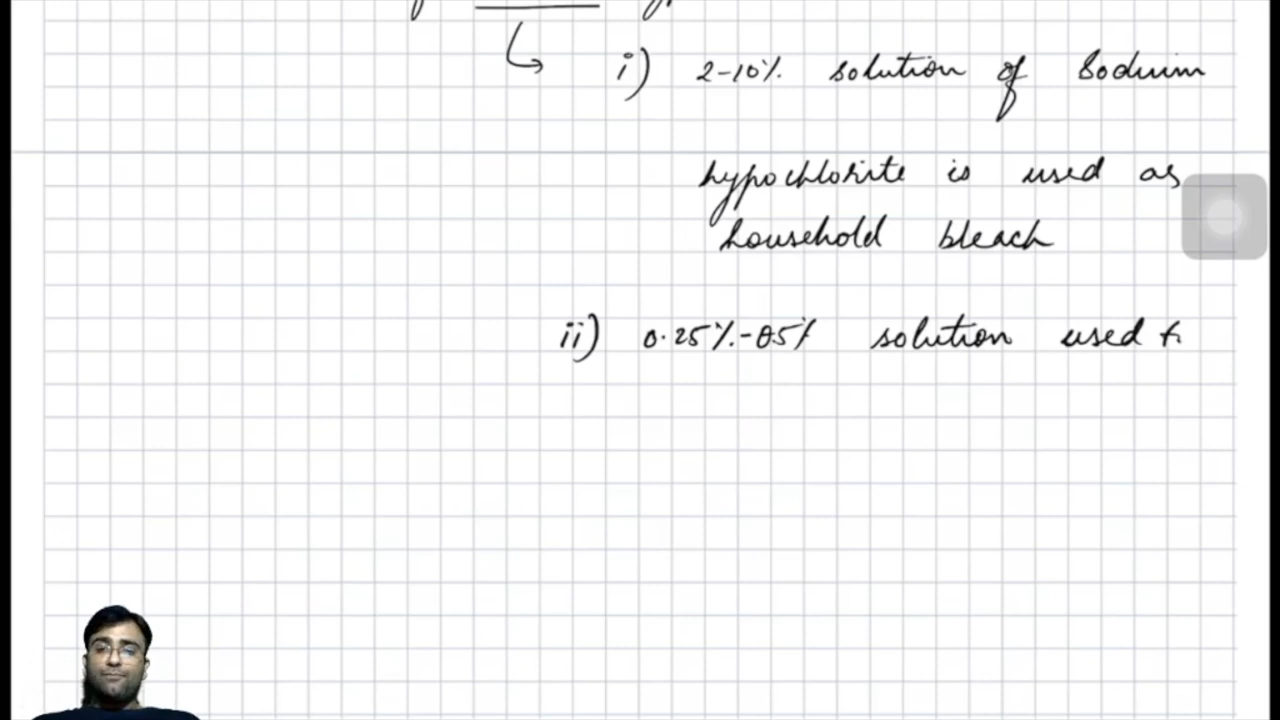 i) 2-10% solution of Sodium
hypochlorite is used as
household bleach
ii) 0.25%-0.5% solution used